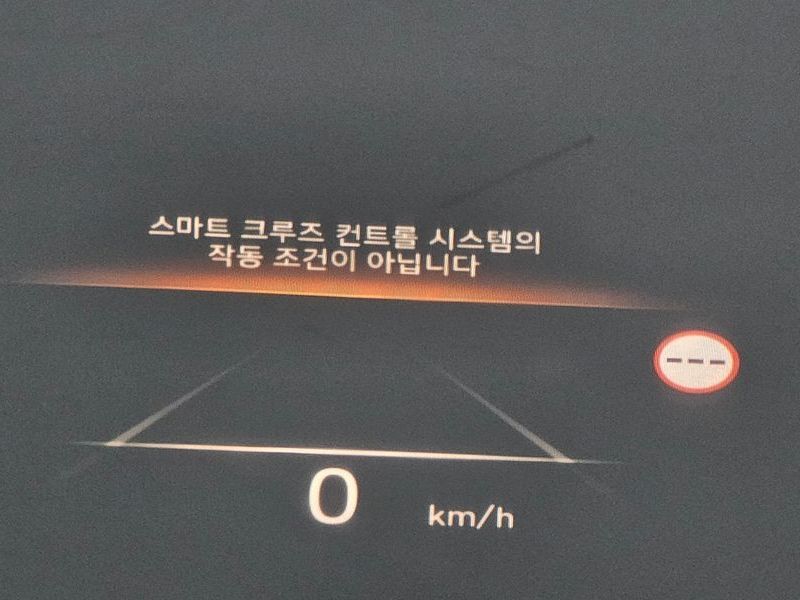 스마트 크루즈 컨트롤 시스템의
작동 조건이 아닙니다
---
0 km/h